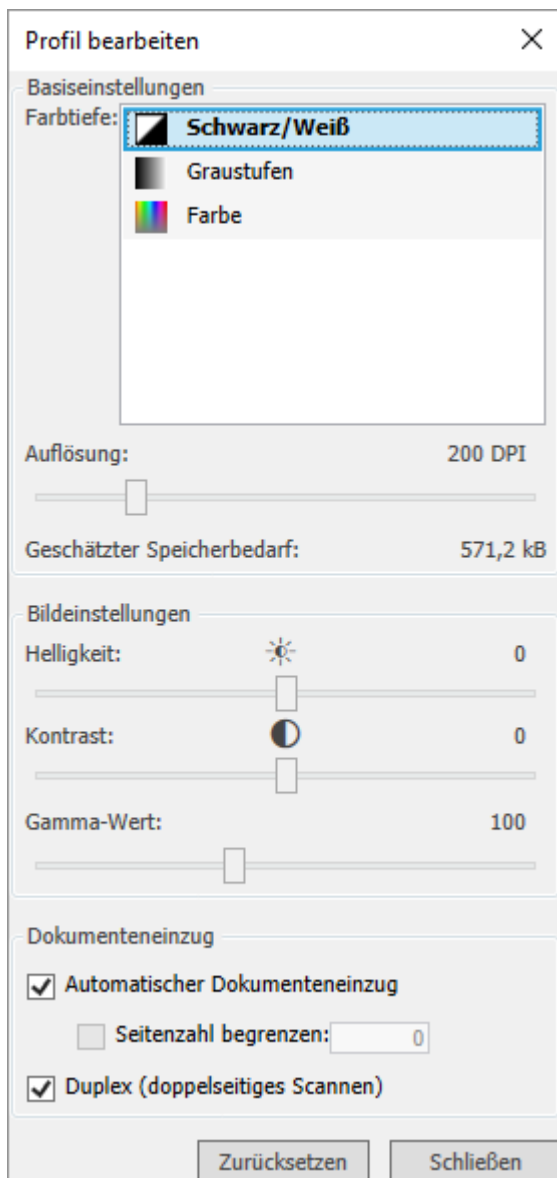 Profil bearbeiten
Basiseinstellungen
Farbtiefe:
Schwarz/Weiß
Graustufen
Farbe
Auflösung: 200 DPI
Geschätzter Speicherbedarf: 571,2 kB
Bildeinstellungen
Helligkeit: 0
Kontrast: 0
Gamma-Wert: 100
Dokumenteneinzug
Automatischer Dokumenteneinzug
Seitenzahl begrenzen: 0
Duplex (doppelseitiges Scannen)
Zurücksetzen Schließen